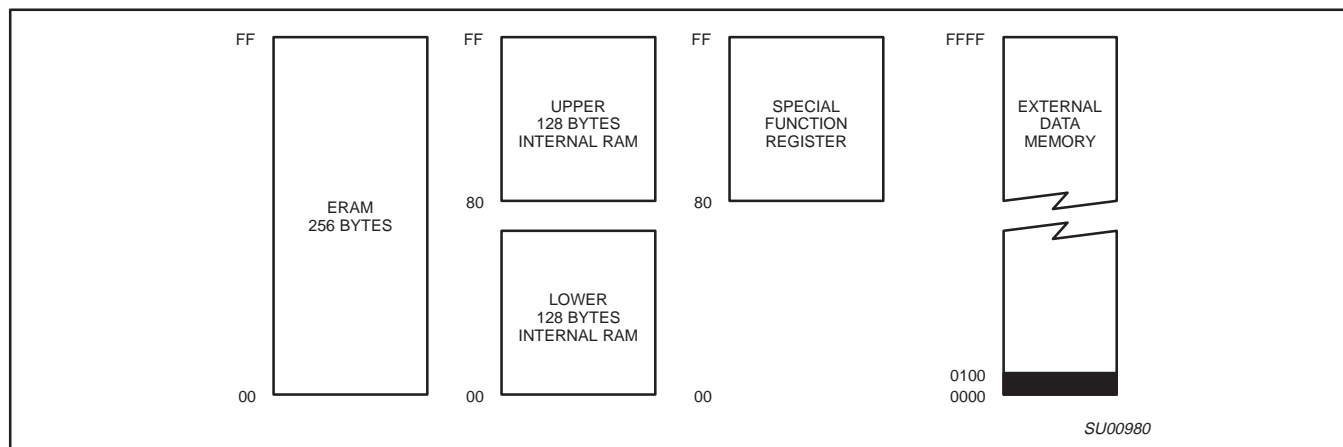 FF
ERAM
256 BYTES
00
FF
UPPER
128 BYTES
INTERNAL RAM
80
LOWER
128 BYTES
INTERNAL RAM
00
FF
SPECIAL
FUNCTION
REGISTER
80
00
FFFF
EXTERNAL
DATA
MEMORY
0100
0000
SU00980